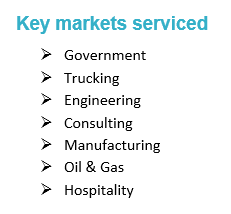 Key markets serviced
➢ Government
➢ Trucking
➢ Engineering
➢ Consulting
➢ Manufacturing
➢ Oil & Gas
➢ Hospitality